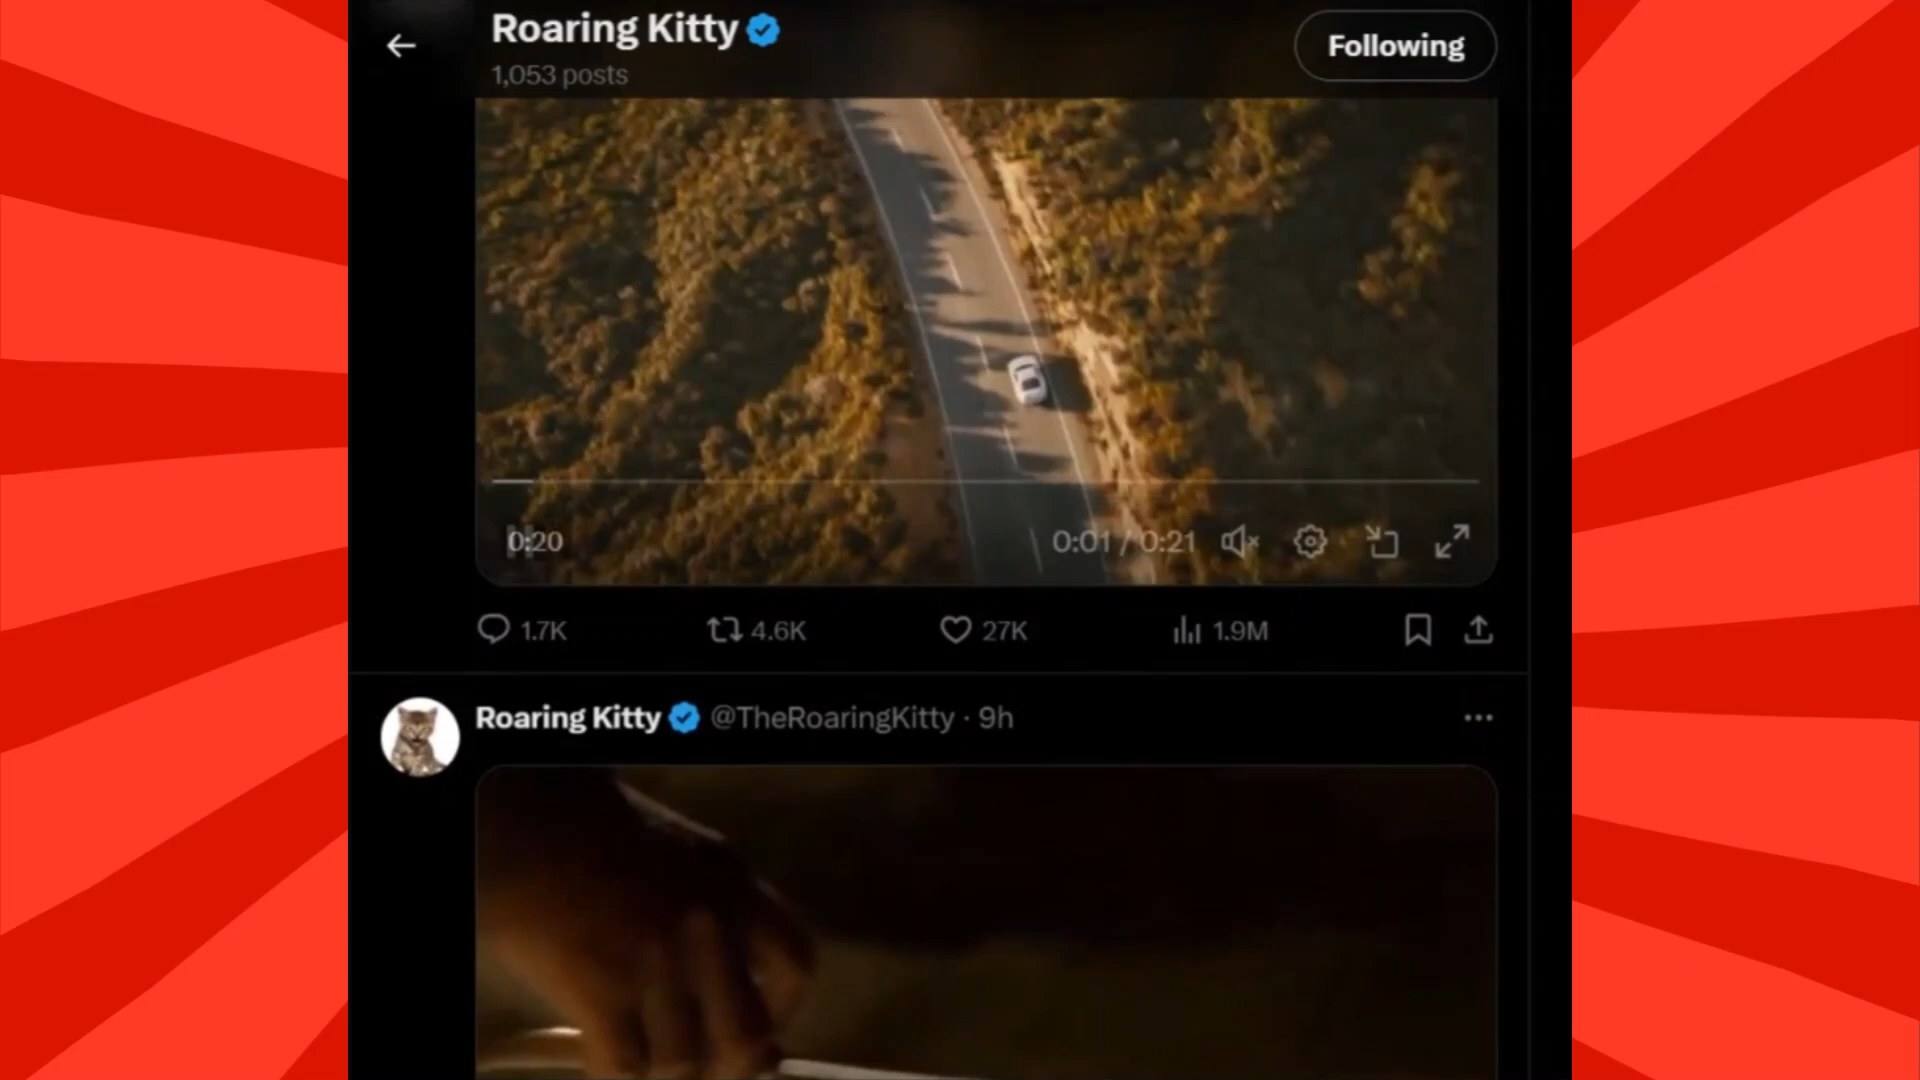 Roaring Kitty
1,053 posts
Following
0:20
0:01 / 0:21
1.7K
4.6K
27K
1.9M
Roaring Kitty @TheRoaringKitty · 9h